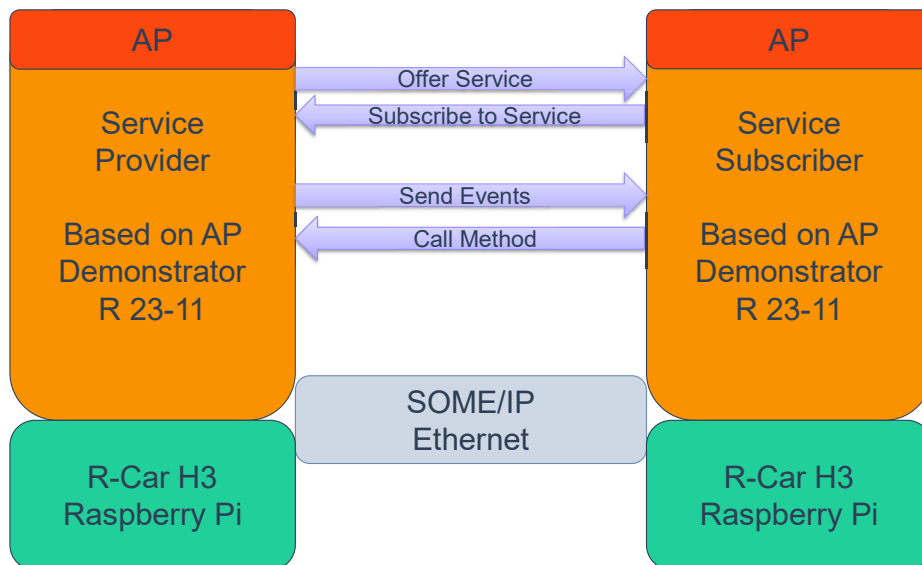 AP
Service
Provider
Based on AP
Demonstrator
R 23-11
R-Car H3
Raspberry Pi
Offer Service
Subscribe to Service
Send Events
Call Method
SOME/IP
Ethernet
AP
Service
Subscriber
Based on AP
Demonstrator
R 23-11
R-Car H3
Raspberry Pi